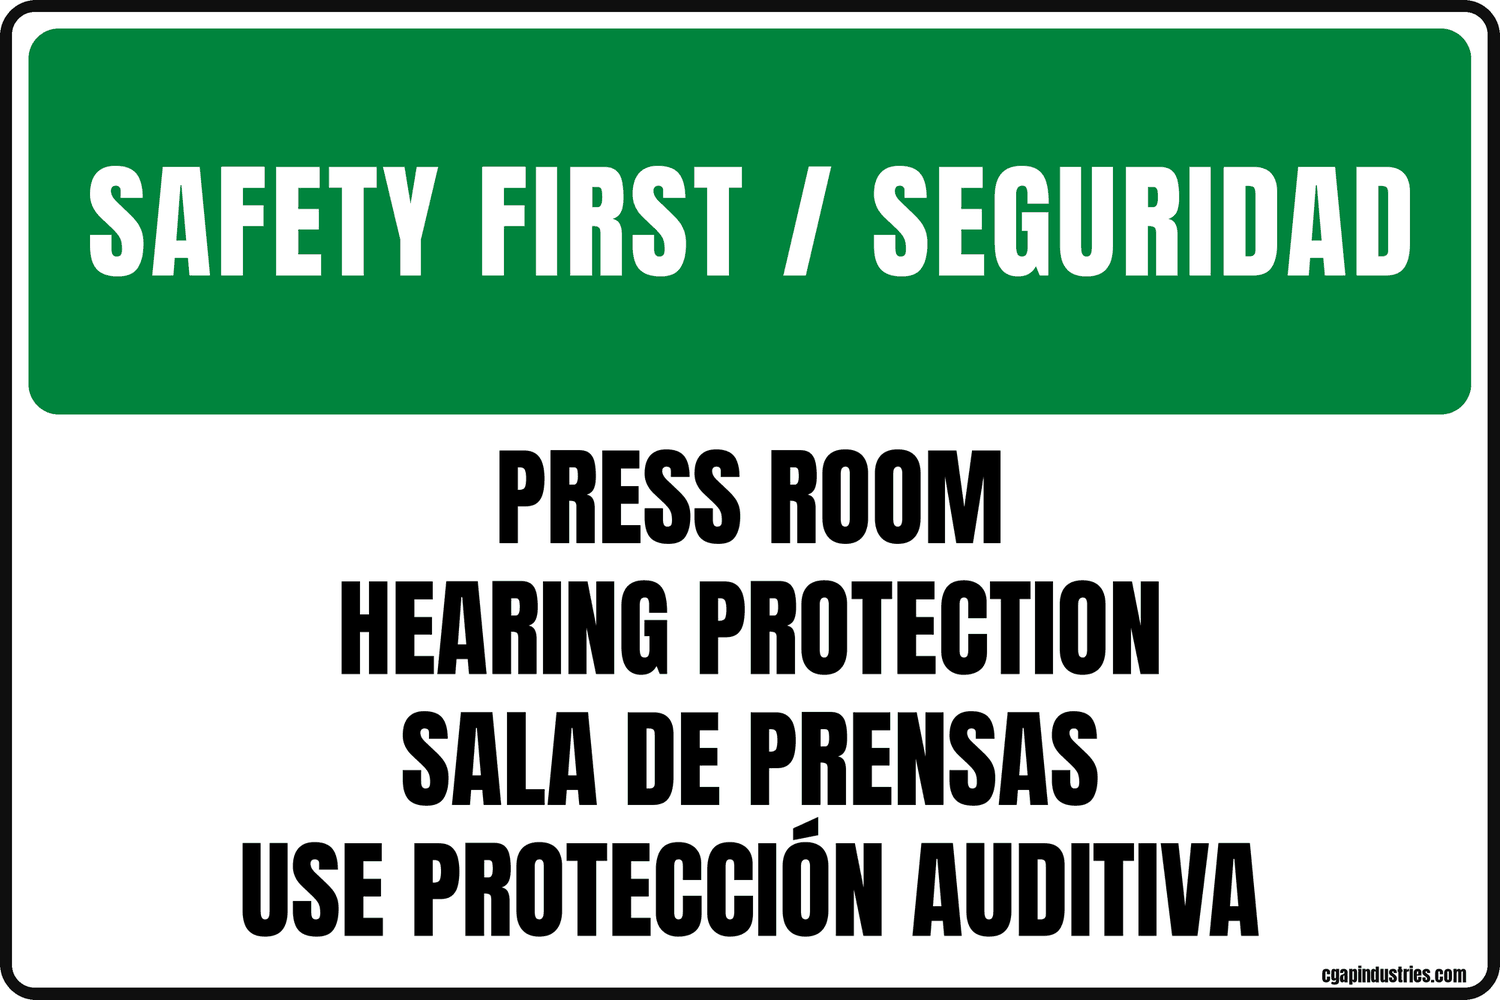 SAFETY FIRST / SEGURIDAD
PRESS ROOM
HEARING PROTECTION
SALA DE PRENSAS
USE PROTECCIÓN AUDITIVA
cgapindustries.com